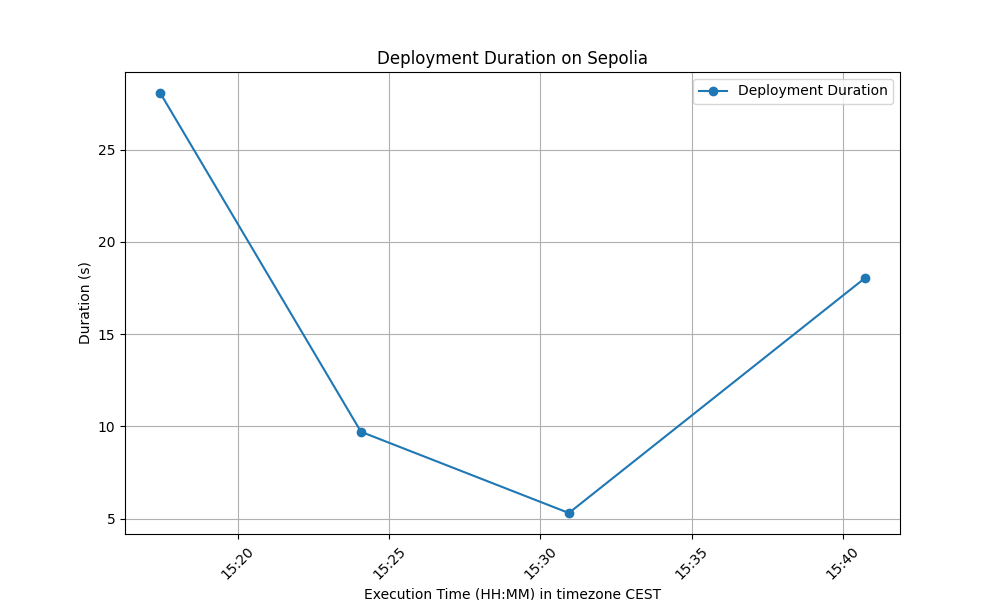 Deployment Duration on Sepolia
Deployment Duration
25
20
15
10
5
Duration (s)
15:20
15:25
15:30
15:35
15:40
Execution Time (HH:MM) in timezone CEST